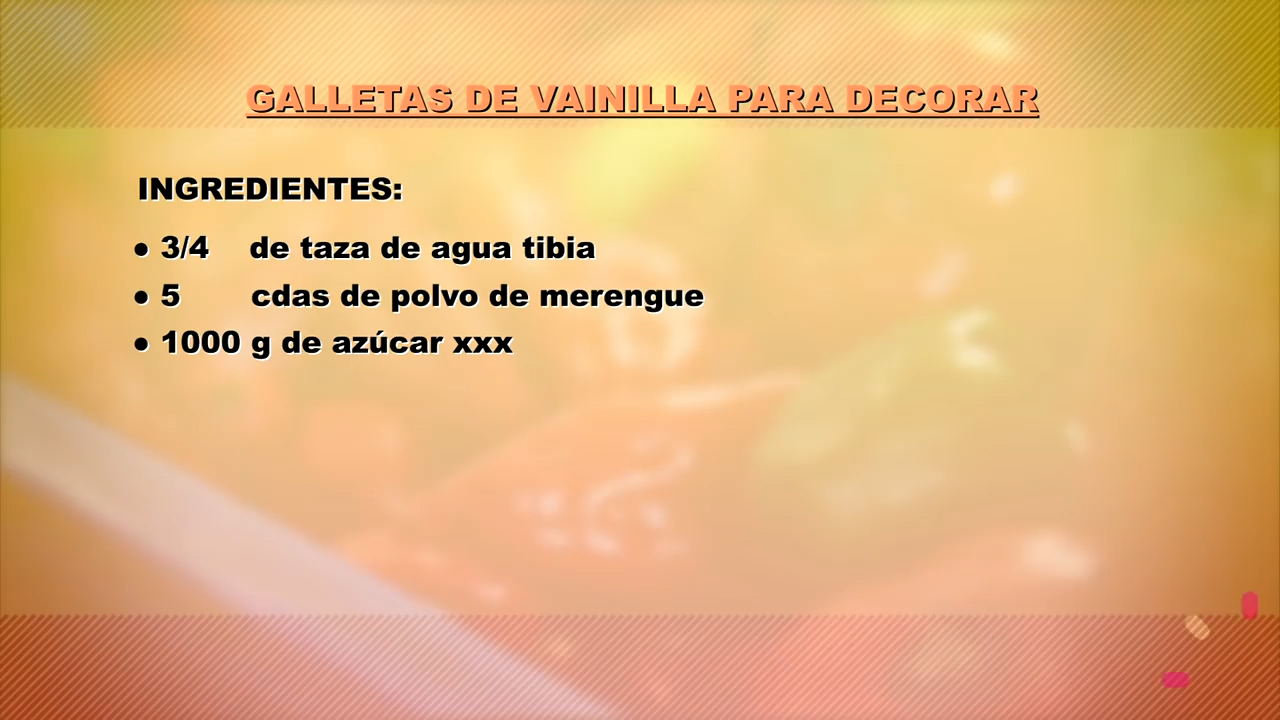 GALLETAS DE VAINILLA PARA DECORAR
INGREDIENTES:
● 3/4 de taza de agua tibia
● 5 cdas de polvo de merengue
● 1000 g de azúcar xxx